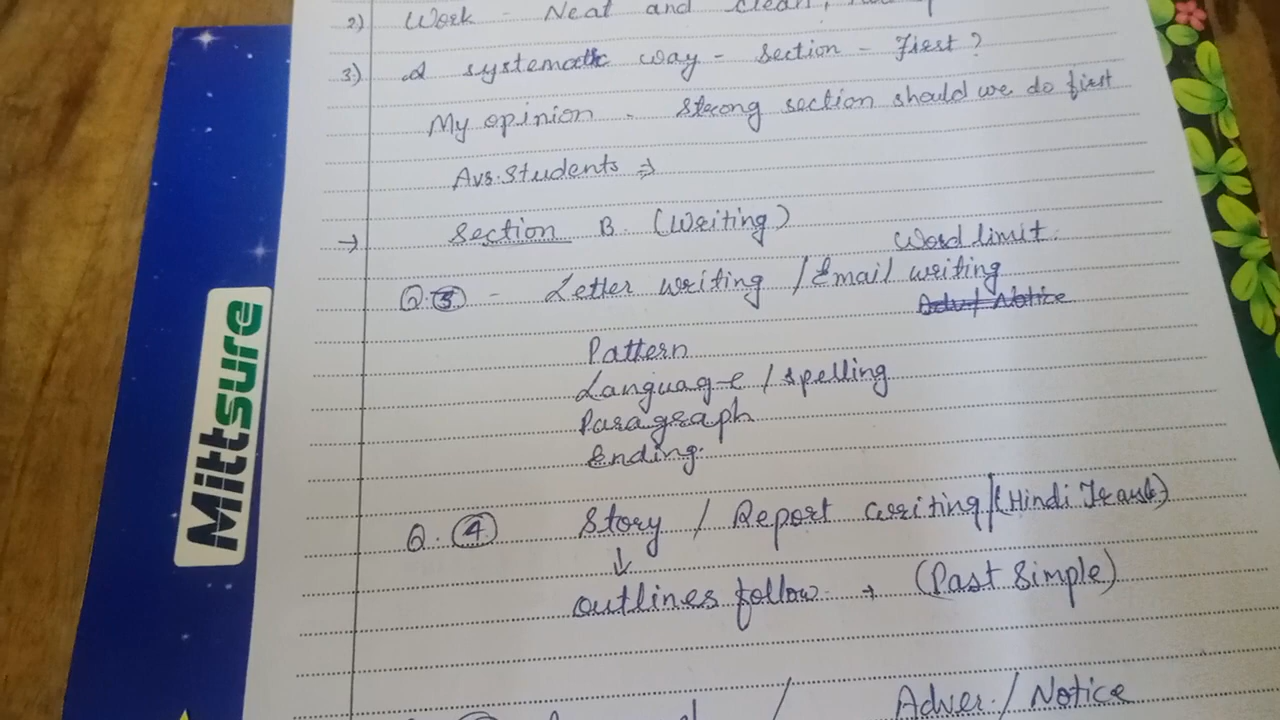 2) Work - Neat and clean,
3.) A systematic way - Section - First?
My opinion - Strong section should we do first
Avg. Students ⇒
→ Section B. (Writing)
Word limit.
Q.3 - Letter writing / Email writing
Advt Notice
Pattern
Language / spelling
Paragraph
Ending.
Q. 4 Story / Report writing / (Hindi Trans)
↓
outlines follow → (Past Simple)
Adver. / Notice
Mittsure